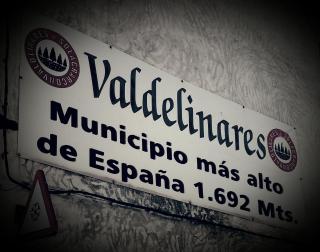 Valdelinares
Municipio más alto
de España 1.692 Mts.